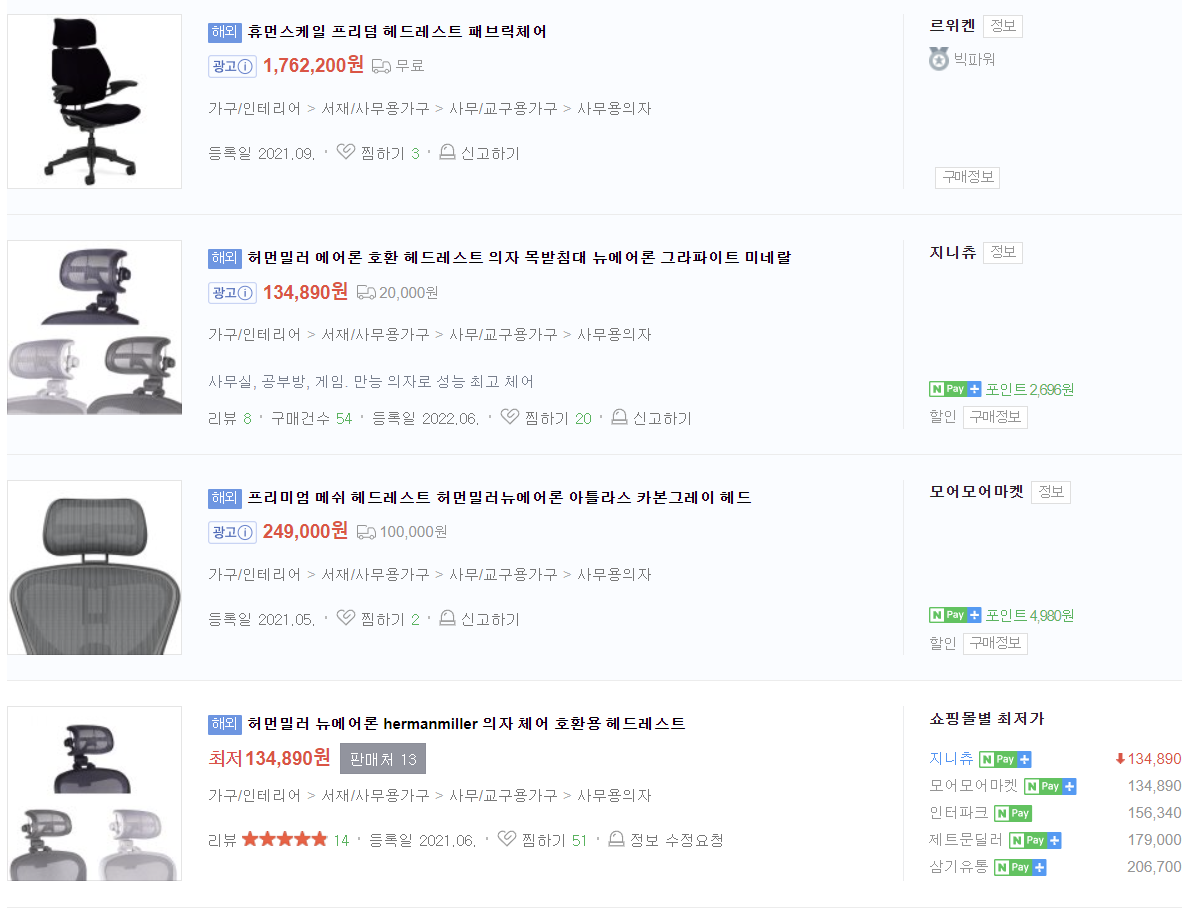 해외 휴먼스케일 프리덤 헤드레스트 패브릭체어
광고 1,762,200원 무료
가구/인테리어 > 서재/사무용가구 > 사무/교구용가구 > 사무용의자
등록일 2021.09. · 찜하기 3 · 신고하기
르위켄 정보
빅파워
구매정보
해외 허먼밀러 에어론 호환 헤드레스트 의자 목받침대 뉴에어론 그라파이트 미네랄
광고 134,890원 20,000원
가구/인테리어 > 서재/사무용가구 > 사무/교구용가구 > 사무용의자
사무실, 공부방, 게임. 만능 의자로 성능 최고 체어
리뷰 8 · 구매건수 54 · 등록일 2022.06. · 찜하기 20 · 신고하기
지니츄 정보
N Pay + 포인트 2,696원
할인 구매정보
해외 프리미엄 메쉬 헤드레스트 허먼밀러뉴에어론 아틀라스 카본그레이 헤드
광고 249,000원 100,000원
가구/인테리어 > 서재/사무용가구 > 사무/교구용가구 > 사무용의자
등록일 2021.05. · 찜하기 2 · 신고하기
모어모어마켓 정보
N Pay + 포인트 4,980원
할인 구매정보
해외 허먼밀러 뉴에어론 hermanmiller 의자 체어 호환용 헤드레스트
최저 134,890원 판매처 13
가구/인테리어 > 서재/사무용가구 > 사무/교구용가구 > 사무용의자
리뷰 ★★★★★ 14 · 등록일 2021.06. · 찜하기 51 · 정보 수정요청
쇼핑몰별 최저가
지니츄 N Pay + 134,890
모어모어마켓 N Pay + 134,890
인터파크 N Pay 156,340
제트문딜러 N Pay + 179,000
삼기유통 N Pay + 206,700